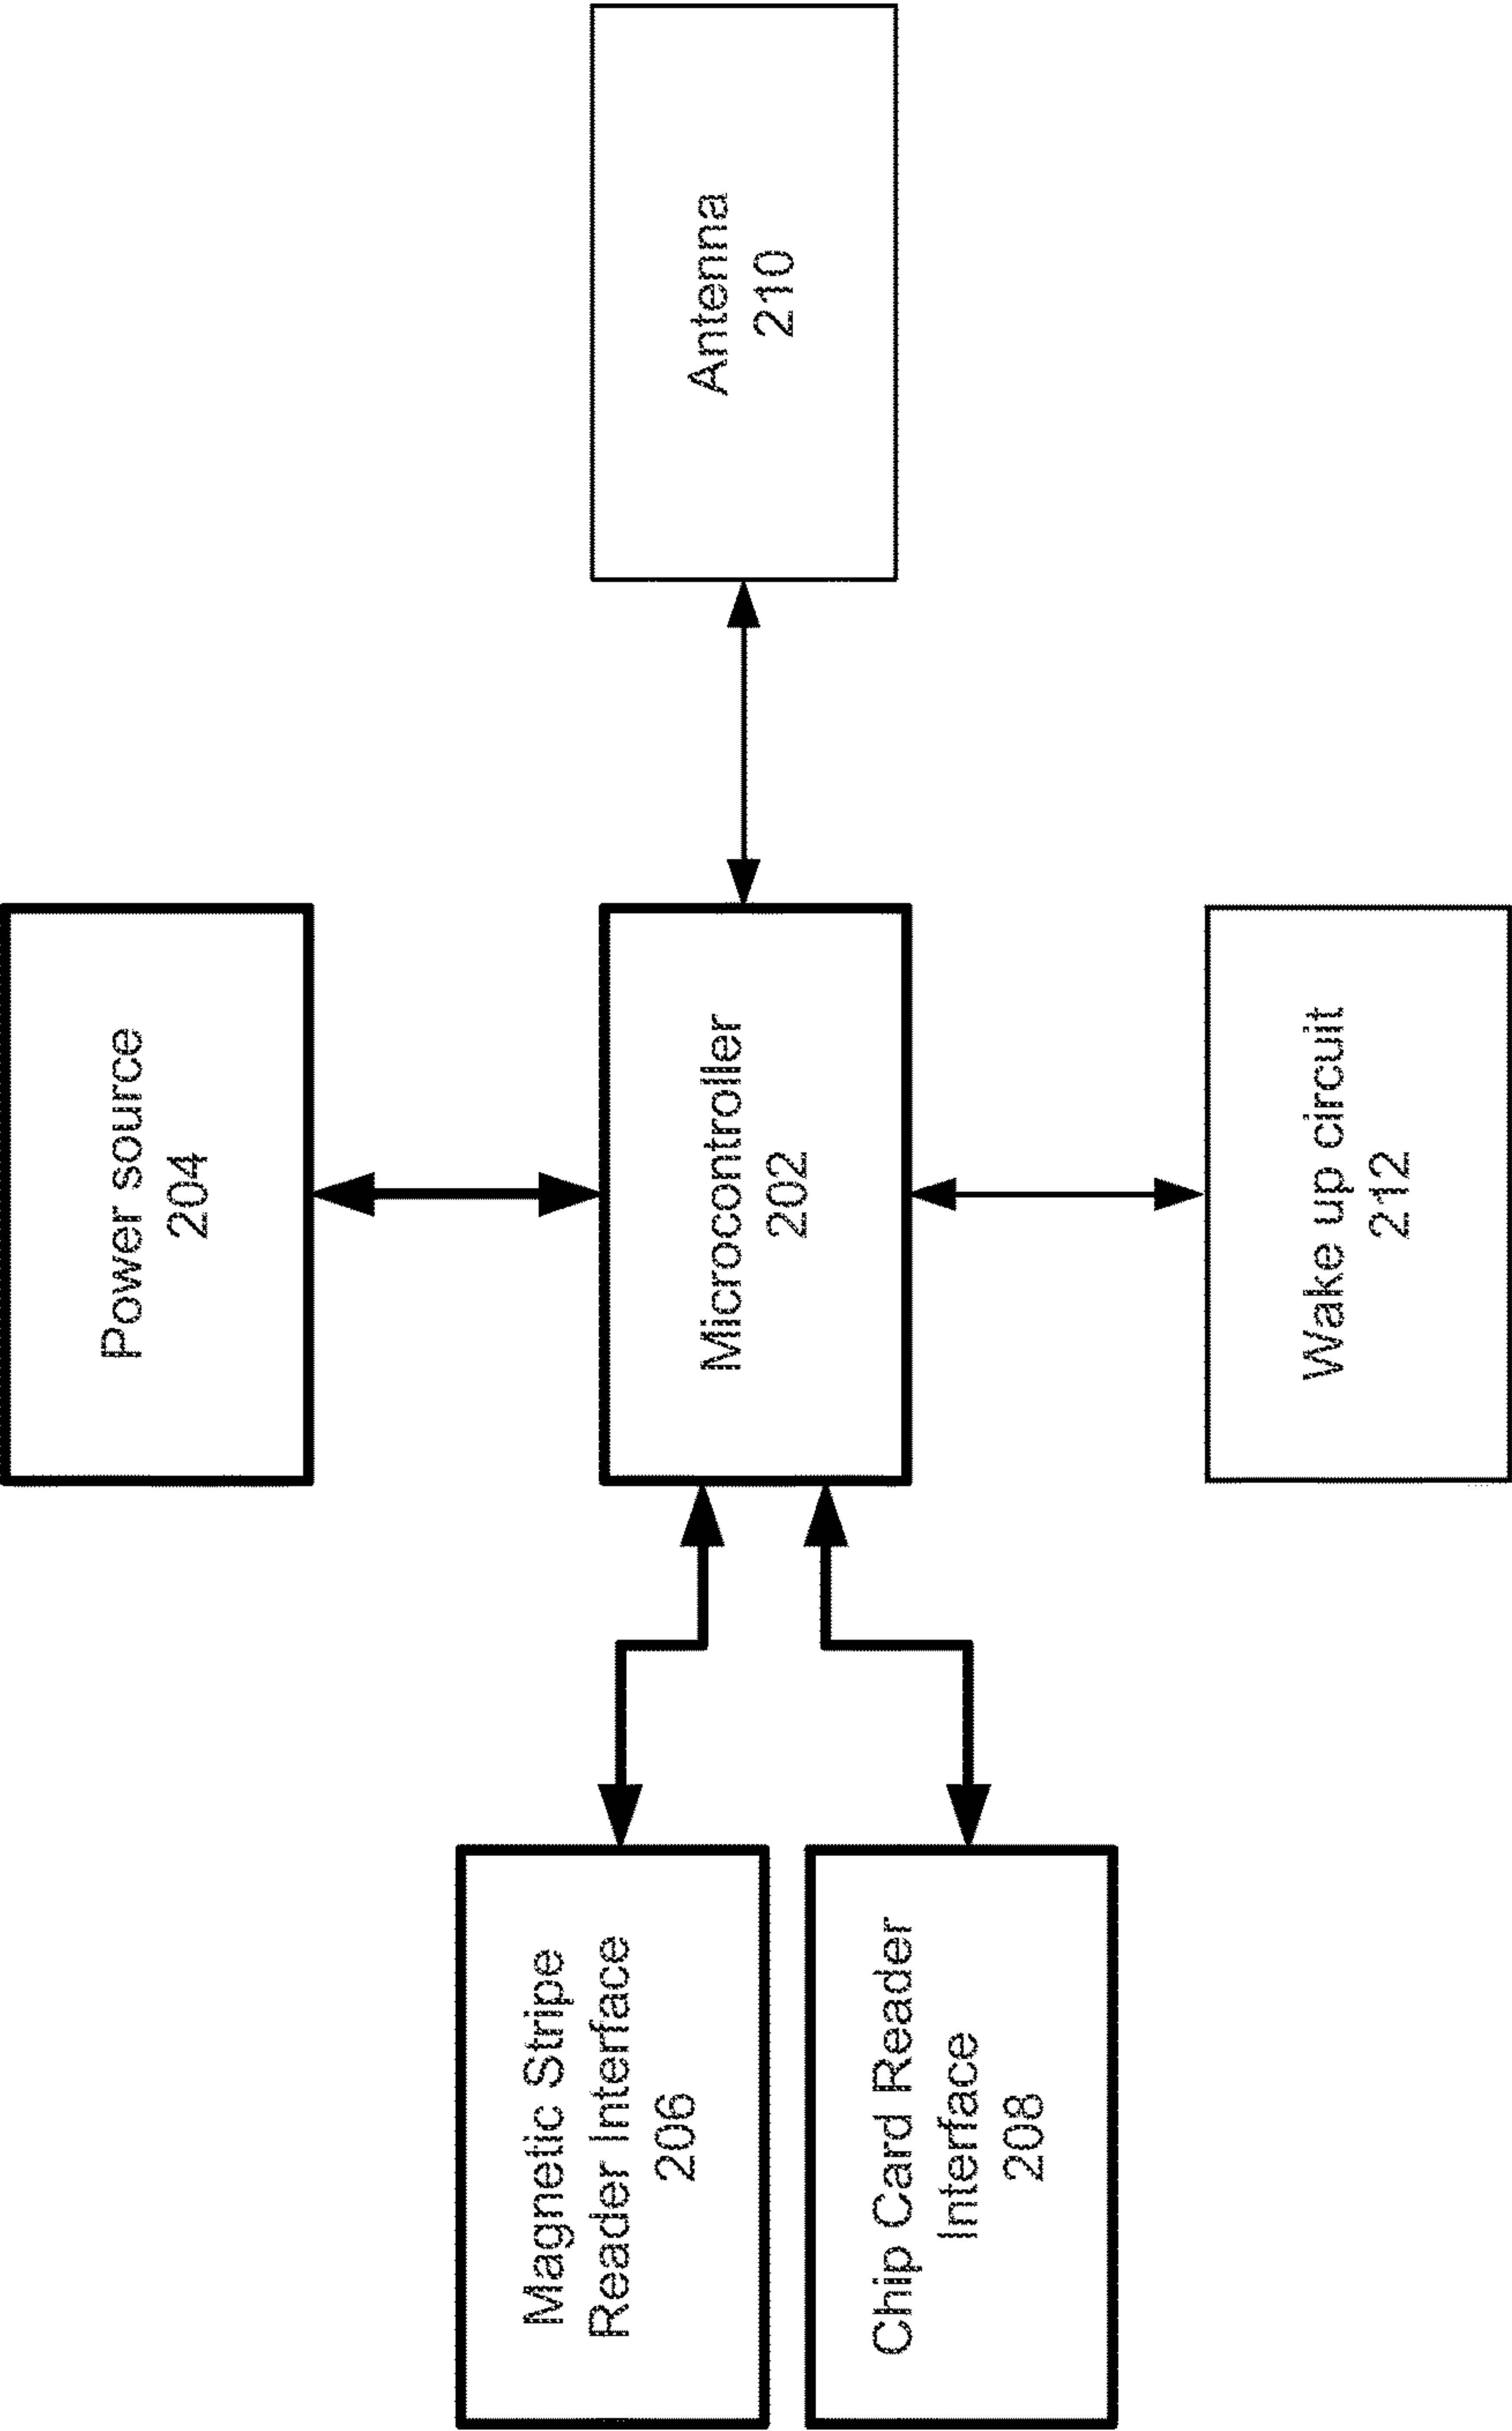 Power source
204
Magnetic Stripe
Reader Interface
206
Microcontroller
202
Antenna
210
Chip Card Reader
Interface
208
Wake up circuit
212